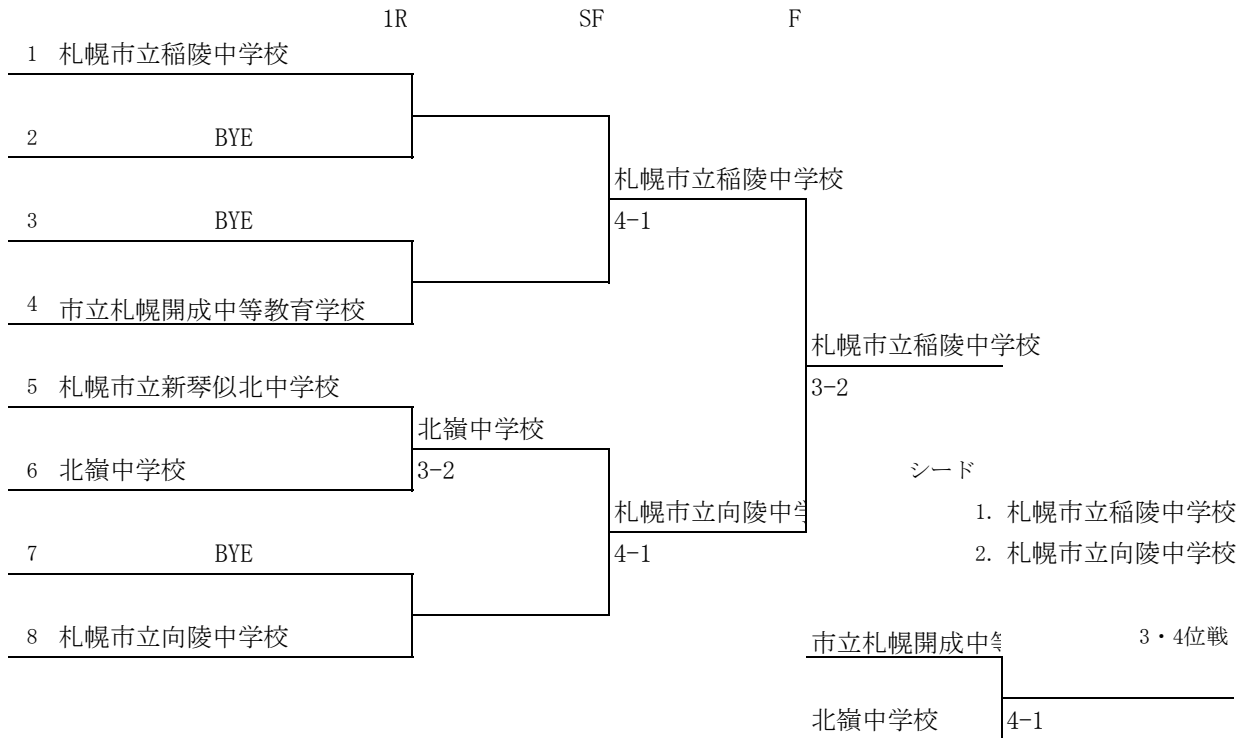 1R SF F
1 札幌市立稲陵中学校
2 BYE
札幌市立稲陵中学校
3 BYE 4-1
4 市立札幌開成中等教育学校
札幌市立稲陵中学校
5 札幌市立新琴似北中学校 3-2
北嶺中学校
6 北嶺中学校 3-2 シード
札幌市立向陵中学 1. 札幌市立稲陵中学校
7 BYE 4-1 2. 札幌市立向陵中学校
8 札幌市立向陵中学校 市立札幌開成中等 3・4位戦
北嶺中学校 4-1